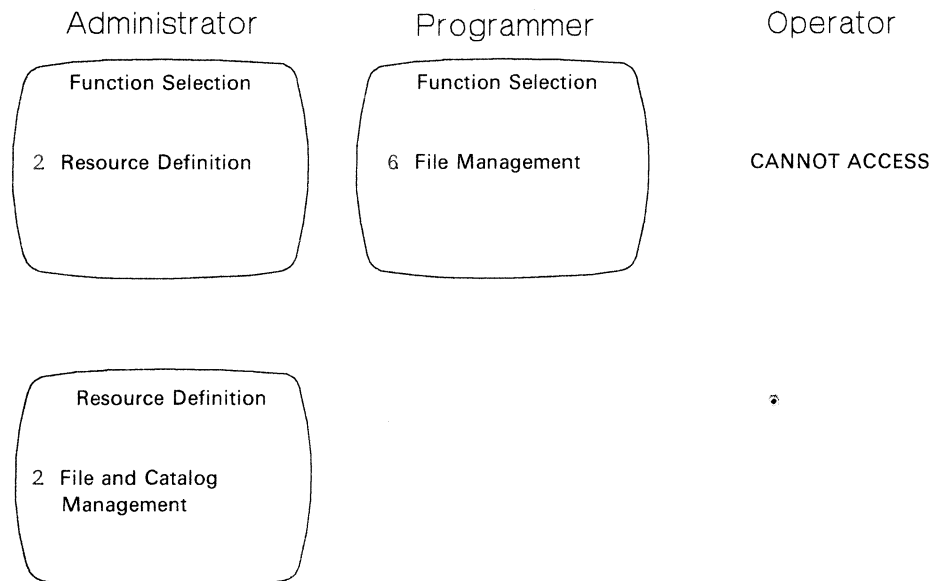 Administrator
Programmer
Operator
Function Selection
2 Resource Definition
Function Selection
6 File Management
CANNOT ACCESS
Resource Definition
2 File and Catalog
Management